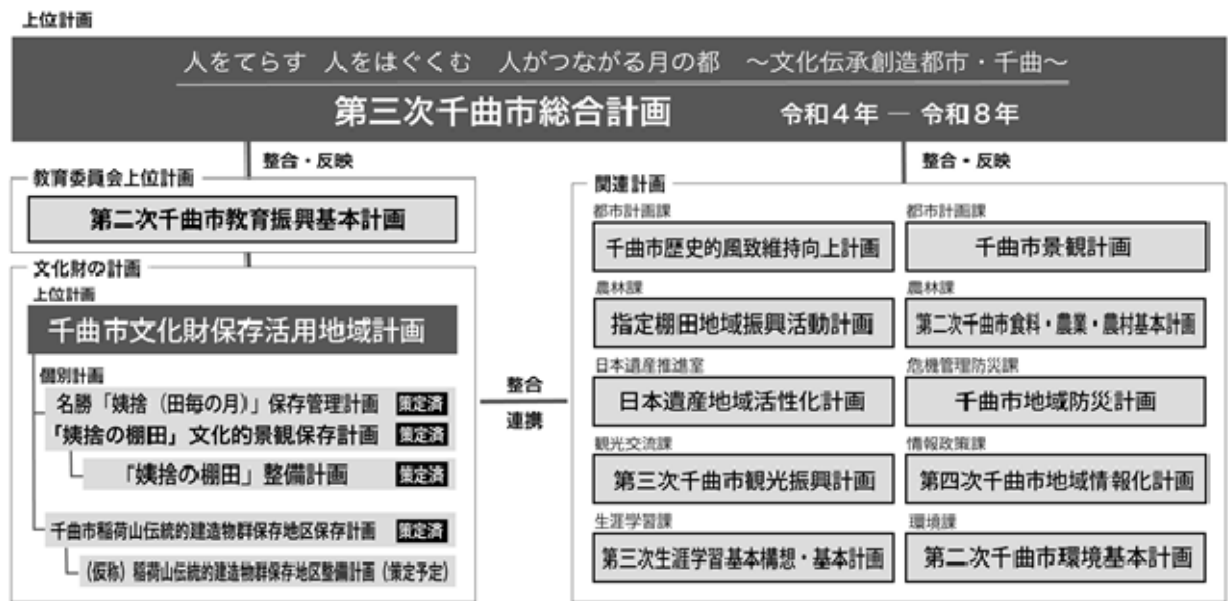 上位計画
人をてらす 人をはぐくむ 人がつながる月の都 ～文化伝承創造都市・千曲～
第三次千曲市総合計画 令和4年 ― 令和8年
整合・反映
整合・反映
教育委員会上位計画
第二次千曲市教育振興基本計画
文化財の計画
上位計画
千曲市文化財保存活用地域計画
個別計画
名勝「姨捨（田毎の月）」保存管理計画 策定済
「姨捨の棚田」文化的景観保存計画 策定済
「姨捨の棚田」整備計画 策定済
千曲市稲荷山伝統的建造物群保存地区保存計画 策定済
（仮称）稲荷山伝統的建造物群保存地区整備計画（策定予定）
整合
連携
関連計画
都市計画課
千曲市歴史的風致維持向上計画
都市計画課
千曲市景観計画
農林課
指定棚田地域振興活動計画
農林課
第二次千曲市食料・農業・農村基本計画
日本遺産推進室
日本遺産地域活性化計画
危機管理防災課
千曲市地域防災計画
観光交流課
第三次千曲市観光振興計画
情報政策課
第四次千曲市地域情報化計画
生涯学習課
第三次生涯学習基本構想・基本計画
環境課
第二次千曲市環境基本計画